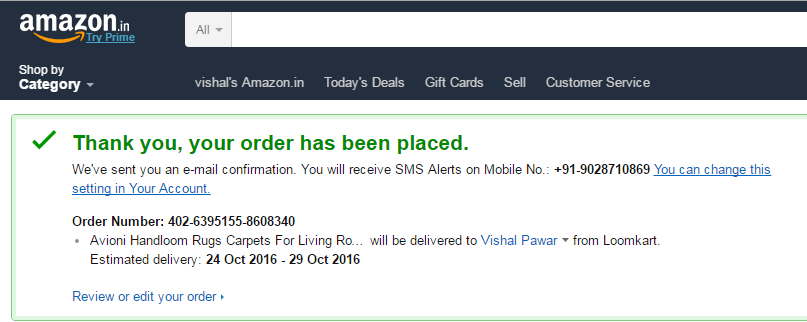 amazon.in
Try Prime
All
Shop by
Category
vishal's Amazon.in Today's Deals Gift Cards Sell Customer Service
Thank you, your order has been placed.
We've sent you an e-mail confirmation. You will receive SMS Alerts on Mobile No.: +91-9028710869 You can change this
setting in Your Account.
Order Number: 402-6395155-8608340
Avioni Handloom Rugs Carpets For Living Ro... will be delivered to Vishal Pawar from Loomkart.
Estimated delivery: 24 Oct 2016 - 29 Oct 2016
Review or edit your order